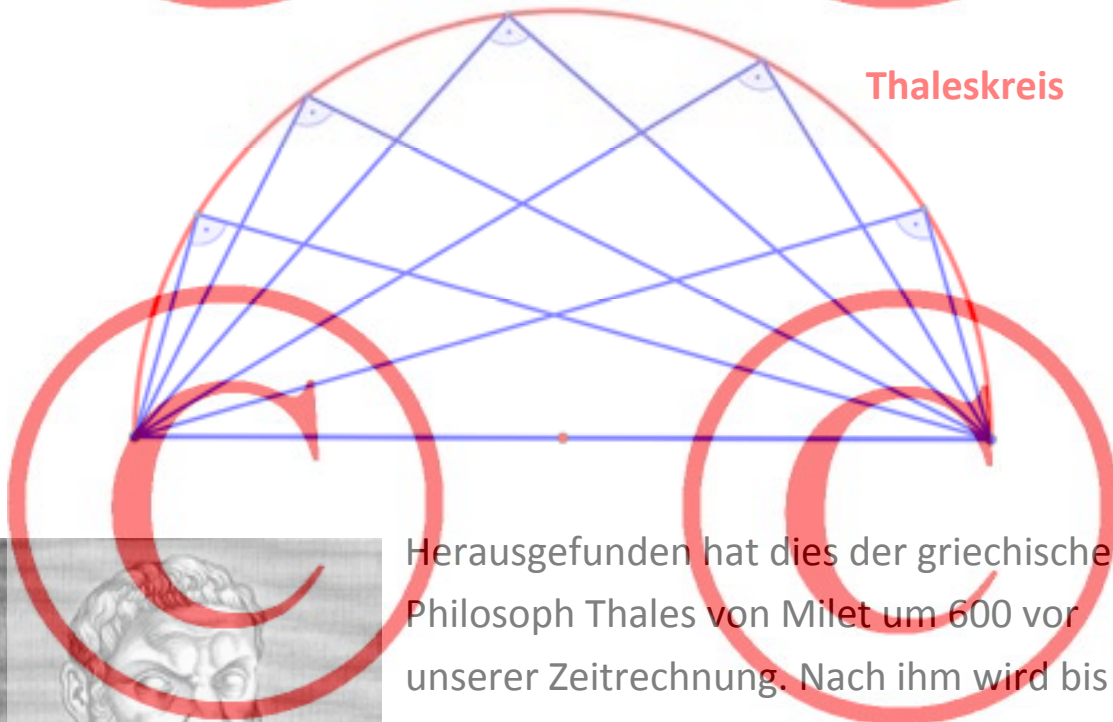 Thaleskreis
Herausgefunden hat dies der griechische
Philosoph Thales von Milet um 600 vor
unserer Zeitrechnung. Nach ihm wird bis